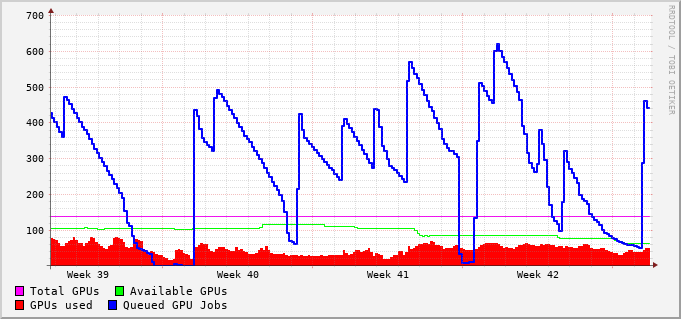 700
600
500
400
300
200
100
Week 39 Week 40 Week 41 Week 42
Total GPUs Available GPUs
GPUs used Queued GPU Jobs
RRDTOOL / TOBI OETIKER